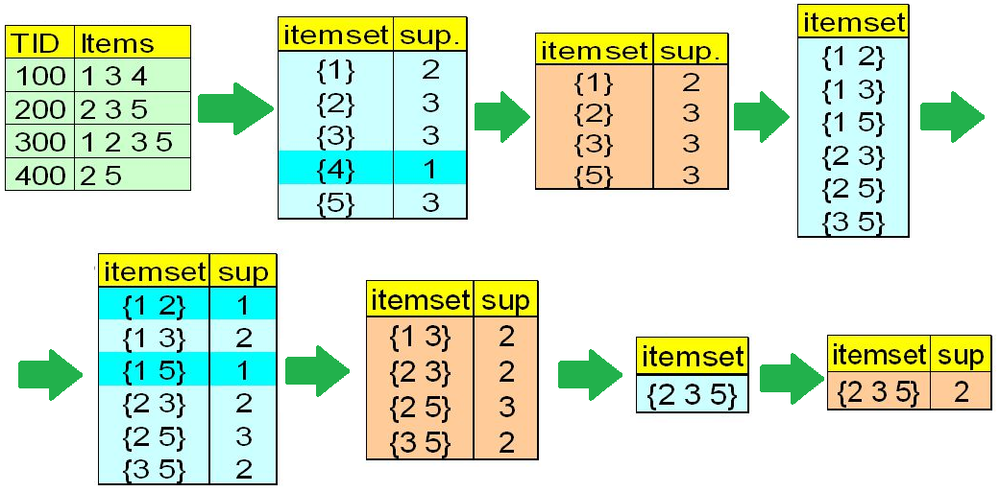 TID Items
100 1 3 4
200 2 3 5
300 1 2 3 5
400 2 5
itemset sup.
{1} 2
{2} 3
{3} 3
{4} 1
{5} 3
itemset sup.
{1} 2
{2} 3
{3} 3
{5} 3
itemset
{1 2}
{1 3}
{1 5}
{2 3}
{2 5}
{3 5}
itemset sup
{1 2} 1
{1 3} 2
{1 5} 1
{2 3} 2
{2 5} 3
{3 5} 2
itemset sup
{1 3} 2
{2 3} 2
{2 5} 3
{3 5} 2
itemset
{2 3 5}
itemset sup
{2 3 5} 2